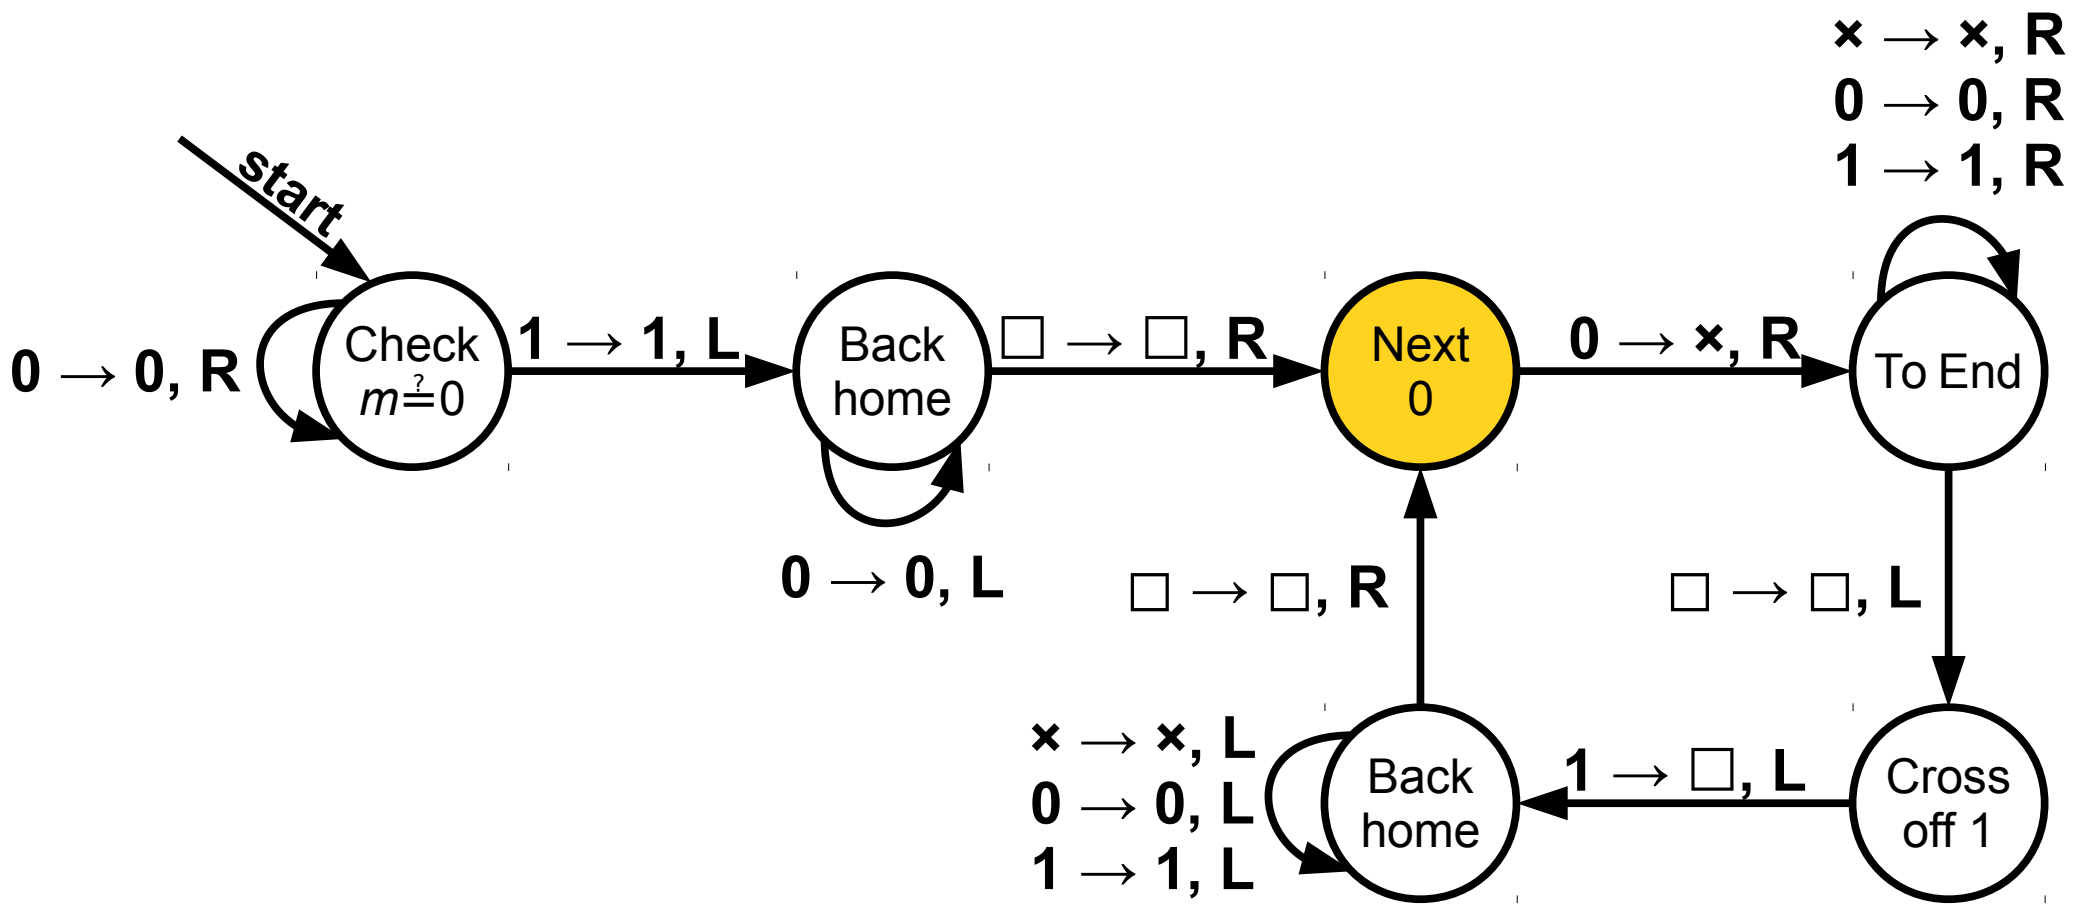 × → ×, R
0 → 0, R
1 → 1, R
start
0 → 0, R
Check
m≟0
1 → 1, L
Back
home
□ → □, R
Next
0
0 → ×, R
To End
0 → 0, L
□ → □, R
□ → □, L
× → ×, L
0 → 0, L
1 → 1, L
Back
home
1 → □, L
Cross
off 1